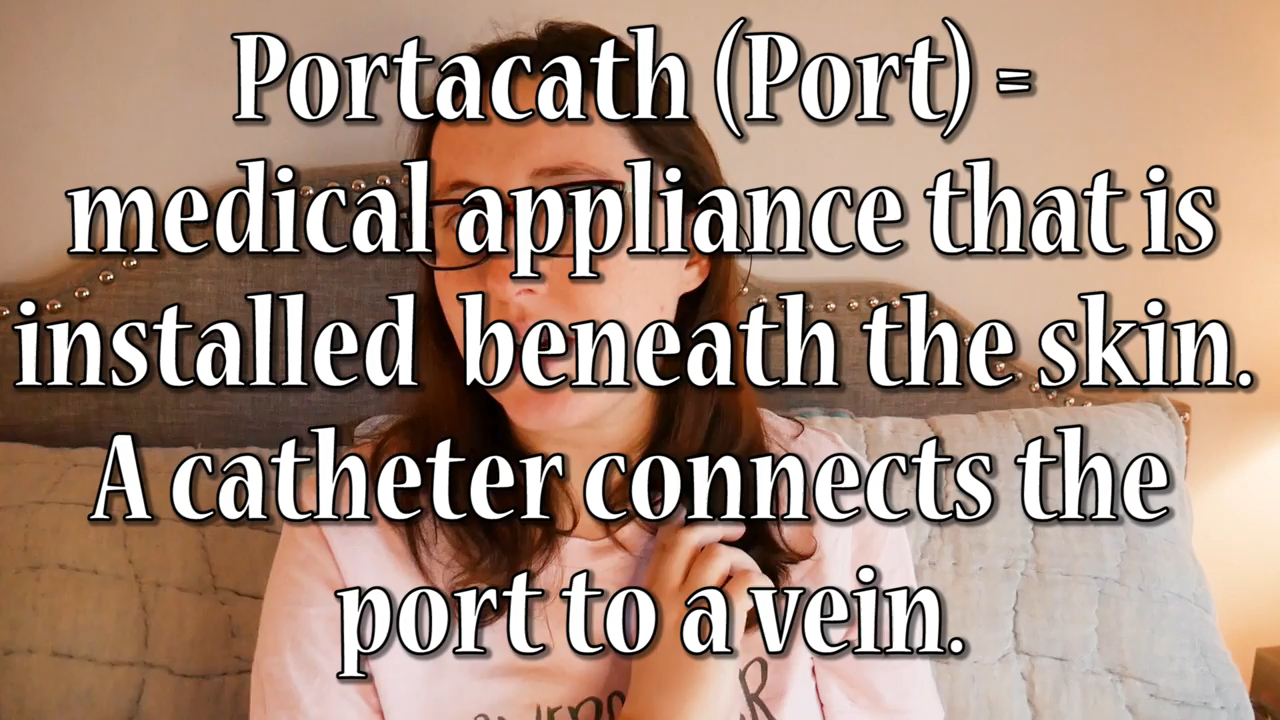 Portacath (Port) =
medical appliance that is
installed beneath the skin.
A catheter connects the
port to a vein.